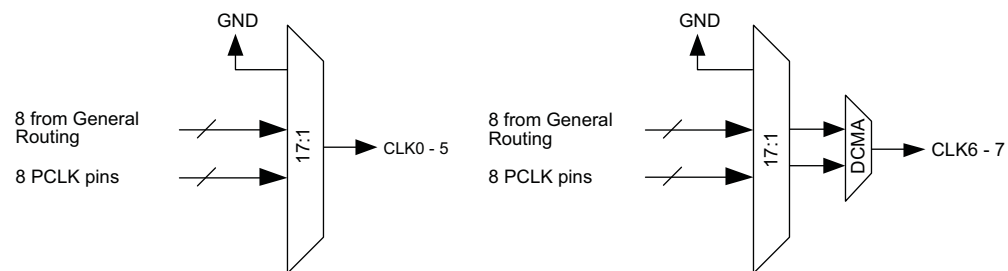 GND
8 from General
Routing
8 PCLK pins
17:1
CLK0 - 5
GND
8 from General
Routing
8 PCLK pins
17:1
DCMA
CLK6 - 7